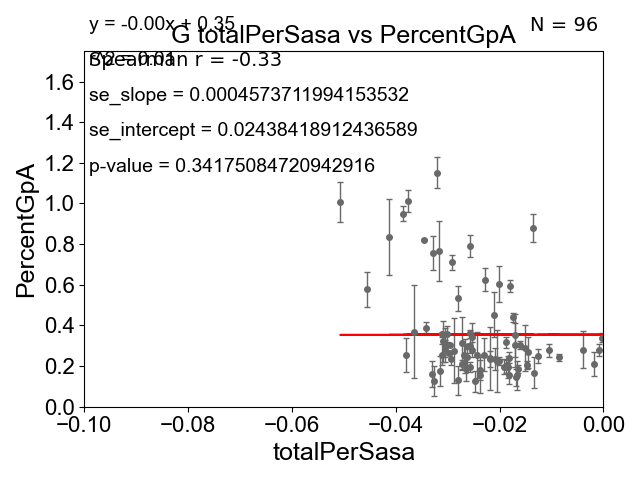 y = -0.00x + 0.35
N = 96
G totalPerSasa vs PercentGpA
Spearman r = -0.33
se_slope = 0.0004573711994153532
se_intercept = 0.02438418912436589
p-value = 0.34175084720942916
PercentGpA
1.6
1.4
1.2
1.0
0.8
0.6
0.4
0.2
0.0
−0.10
−0.08
−0.06
−0.04
−0.02
0.00
totalPerSasa